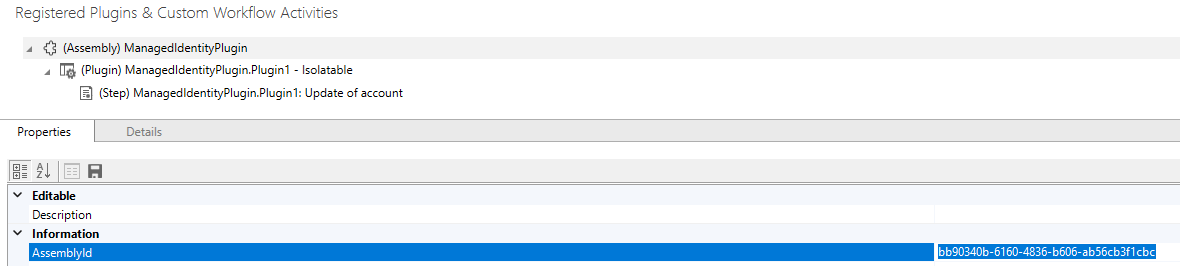 Registered Plugins & Custom Workflow Activities
(Assembly) ManagedIdentityPlugin
(Plugin) ManagedIdentityPlugin.Plugin1 - Isolatable
(Step) ManagedIdentityPlugin.Plugin1: Update of account
Properties Details
Editable
Description
Information
AssemblyId bb90340b-6160-4836-b606-ab56cb3f1cbc